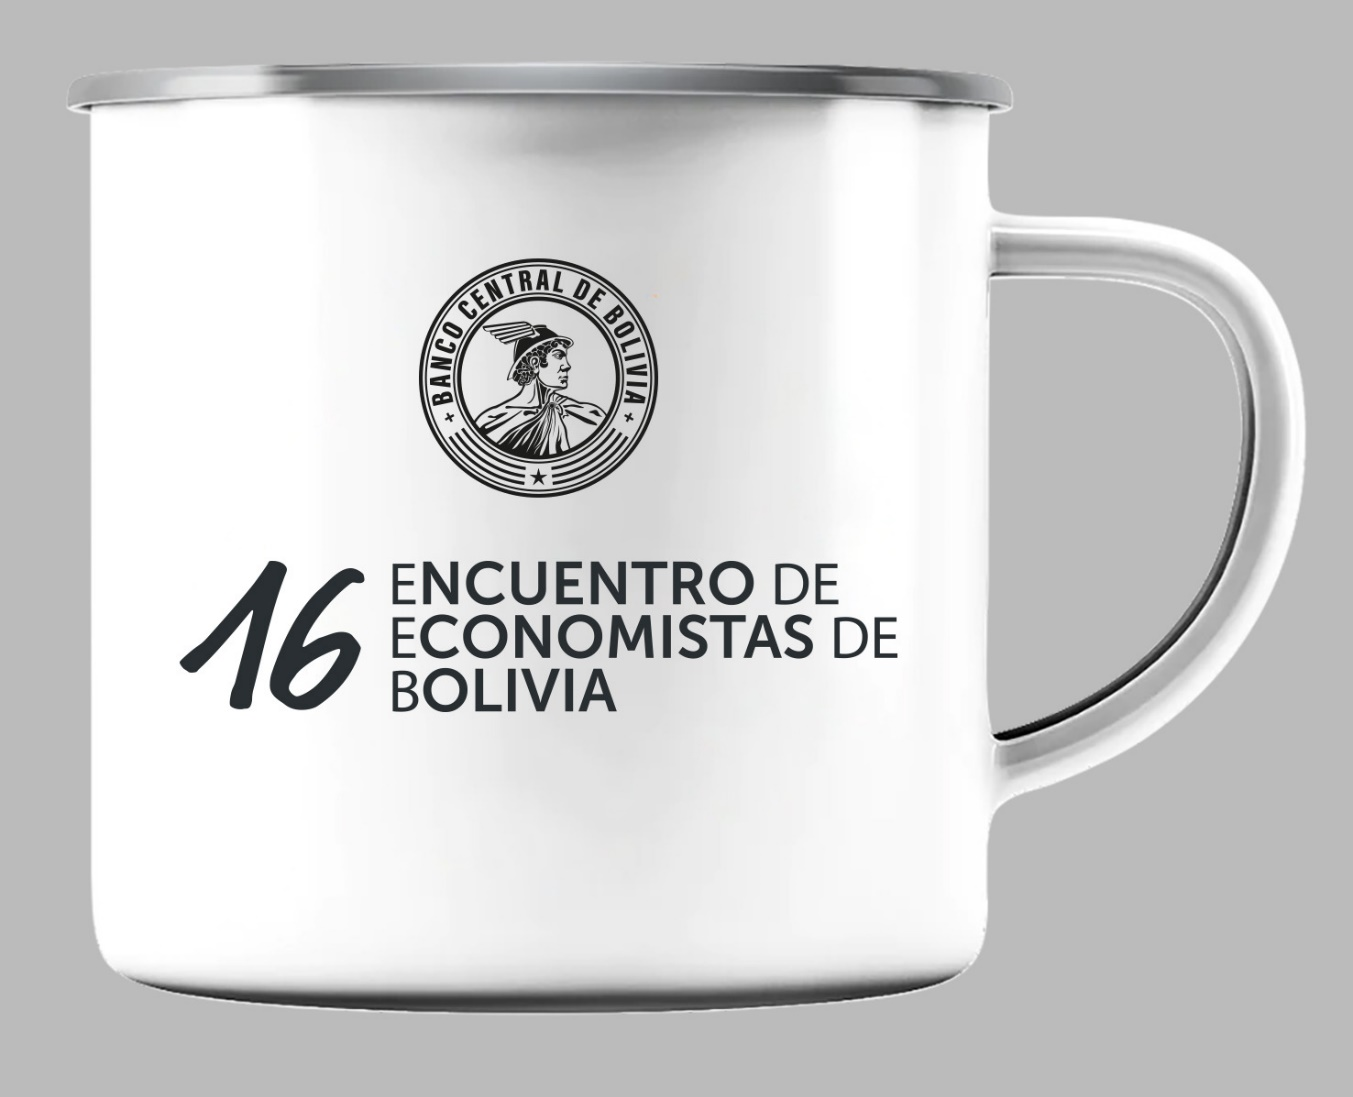 BANCO CENTRAL DE BOLIVIA
16
ENCUENTRO DE
ECONOMISTAS DE
BOLIVIA